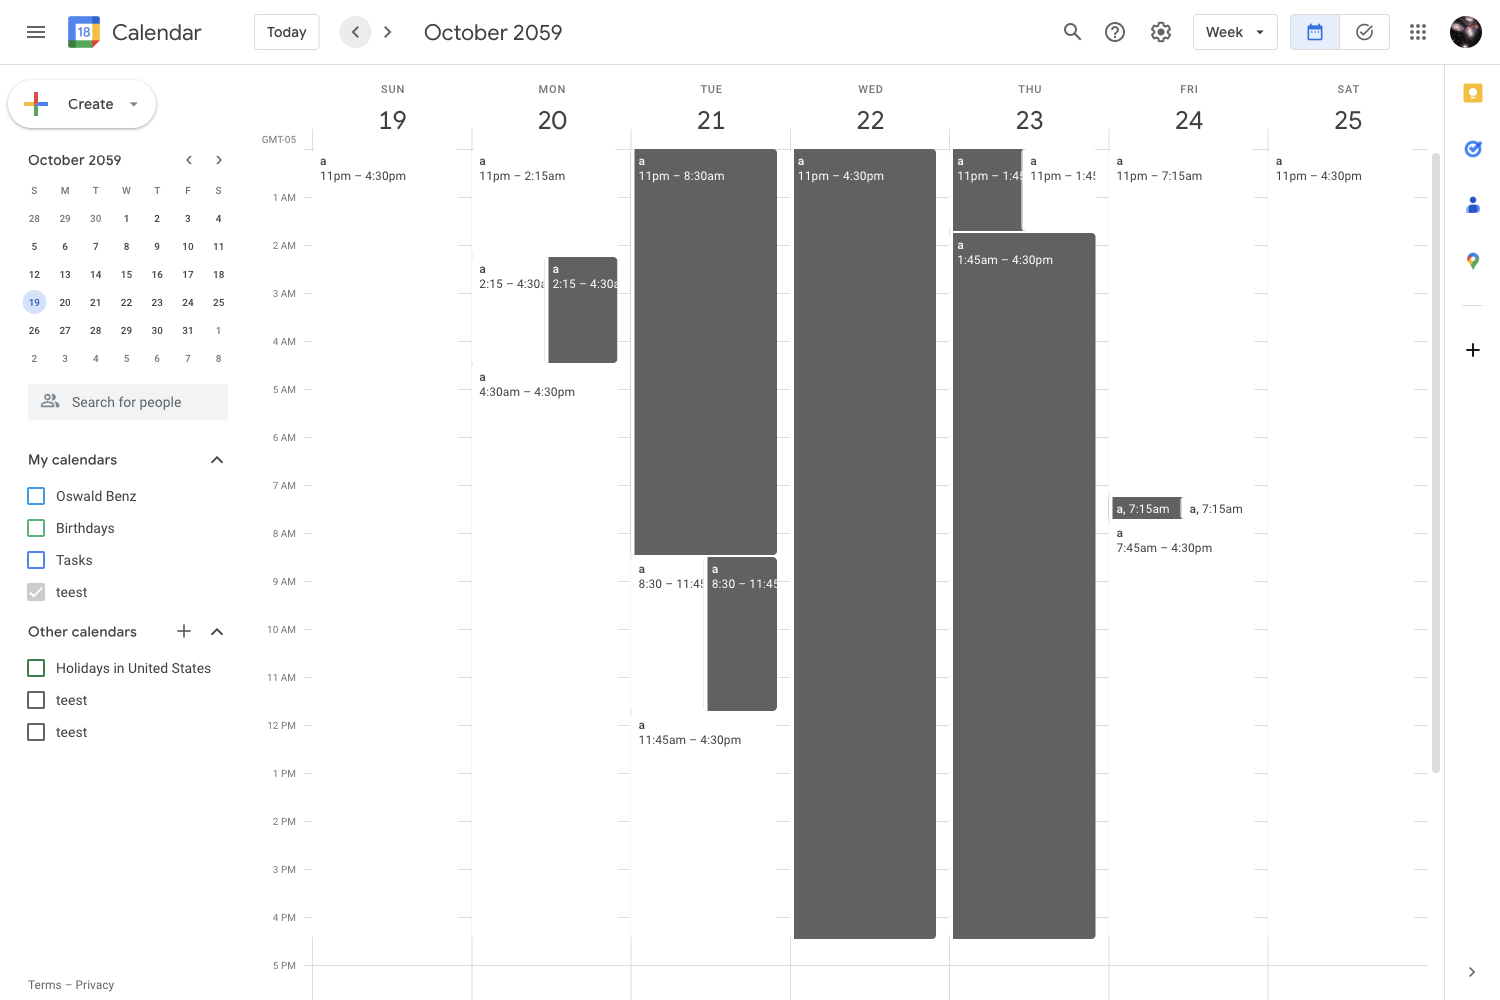 18 Calendar Today October 2059 Week
Create
October 2059
S M T W T F S
28 29 30 1 2 3 4
5 6 7 8 9 10 11
12 13 14 15 16 17 18
19 20 21 22 23 24 25
26 27 28 29 30 31 1
2 3 4 5 6 7 8
Search for people
My calendars
Oswald Benz
Birthdays
Tasks
teest
Other calendars
Holidays in United States
teest
teest
Terms – Privacy
SUN MON TUE WED THU FRI SAT
19 20 21 22 23 24 25
GMT-05
a a a a a a a a
11pm – 4:30pm 11pm – 2:15am 11pm – 8:30am 11pm – 4:30pm 11pm – 1:45 11pm – 1:45 11pm – 7:15am 11pm – 4:30pm
1 AM
2 AM a
1:45am – 4:30pm
a a
2:15 – 4:30a 2:15 – 4:30a
3 AM
4 AM
a
5 AM 4:30am – 4:30pm
6 AM
7 AM
a, 7:15am a, 7:15am
8 AM a
7:45am – 4:30pm
a a
9 AM 8:30 – 11:45 8:30 – 11:45
10 AM
11 AM
12 PM a
11:45am – 4:30pm
1 PM
2 PM
3 PM
4 PM
5 PM